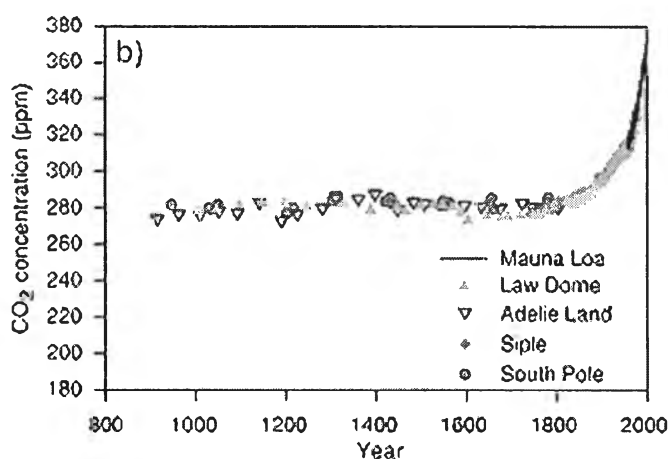 b)
CO₂ concentration (ppm)
380
360
340
320
300
280
260
240
220
200
180
Mauna Loa
Law Dome
Adelie Land
Siple
South Pole
800 1000 1200 1400 1600 1800 2000
Year